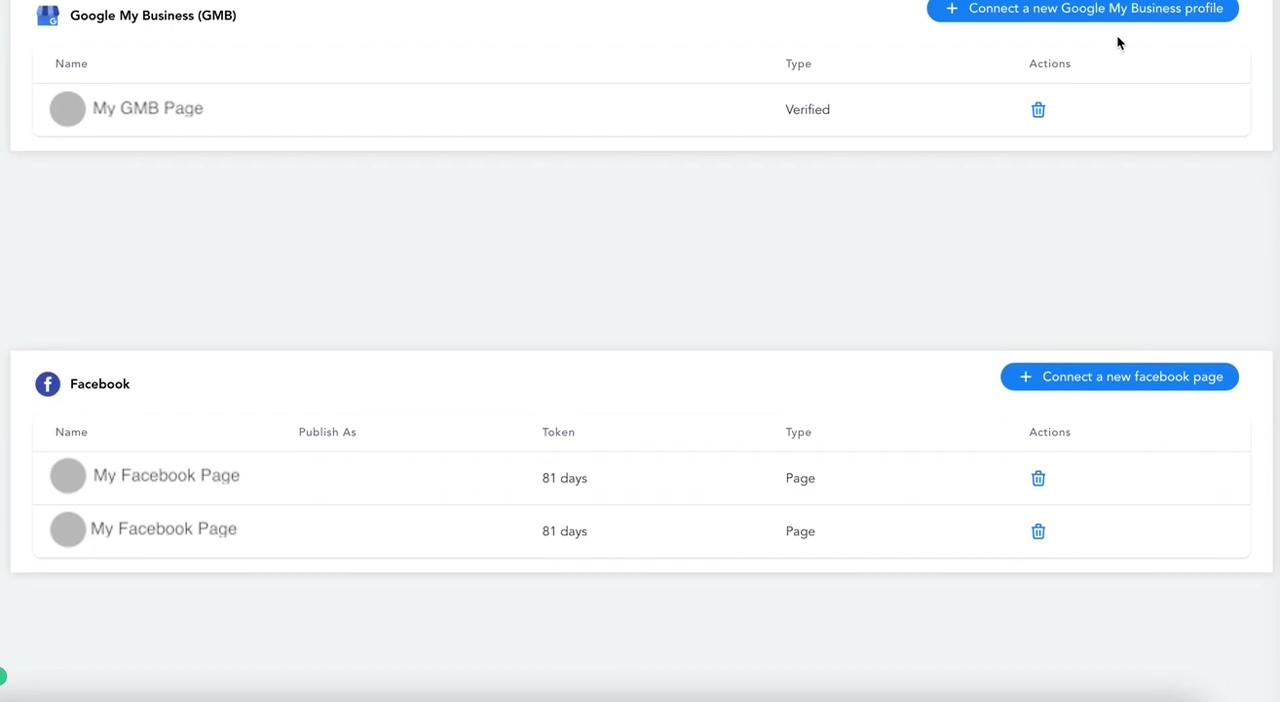 Google My Business (GMB)
+ Connect a new Google My Business profile
Name Type Actions
My GMB Page Verified
Facebook
+ Connect a new facebook page
Name Publish As Token Type Actions
My Facebook Page 81 days Page
My Facebook Page 81 days Page